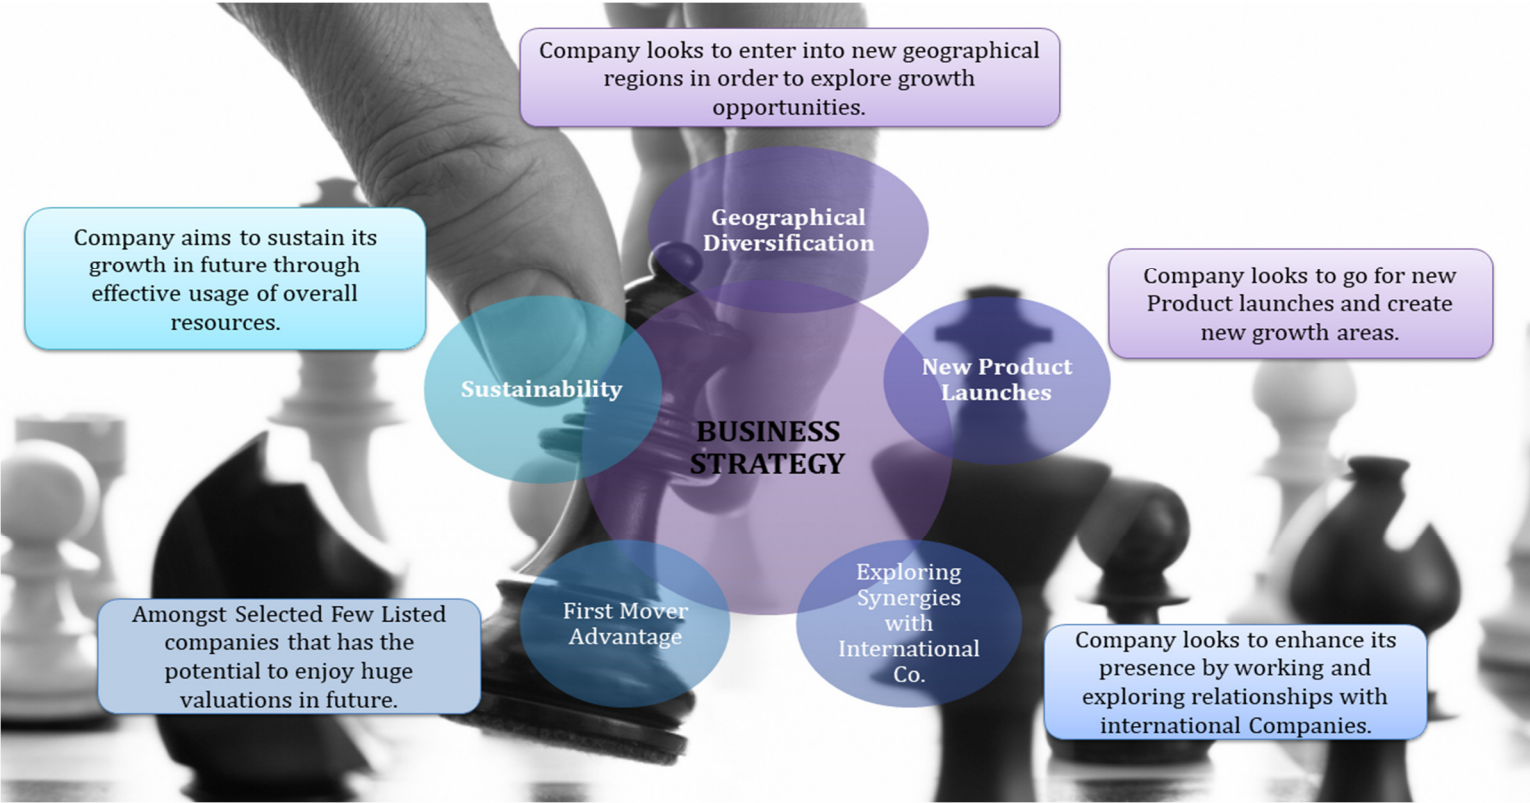 Company looks to enter into new geographical
regions in order to explore growth
opportunities.
Geographical
Diversification
Company aims to sustain its
growth in future through
effective usage of overall
resources.
Sustainability
Company looks to go for new
Product launches and create
new growth areas.
New Product
Launches
BUSINESS
STRATEGY
Amongst Selected Few Listed
companies that has the
potential to enjoy huge
valuations in future.
First Mover
Advantage
Exploring
Synergies
with
International
Co.
Company looks to enhance its
presence by working and
exploring relationships with
international Companies.